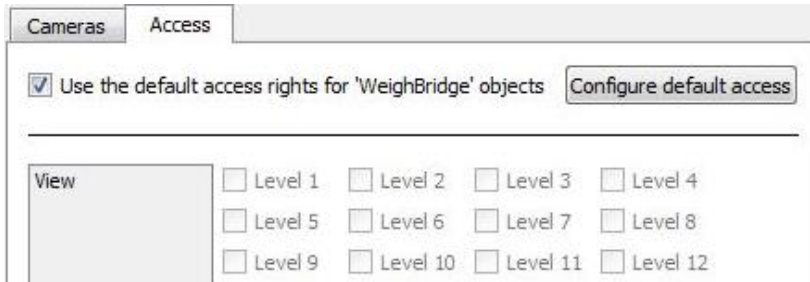 Cameras Access
Use the default access rights for 'WeighBridge' objects Configure default access
View Level 1 Level 2 Level 3 Level 4
Level 5 Level 6 Level 7 Level 8
Level 9 Level 10 Level 11 Level 12